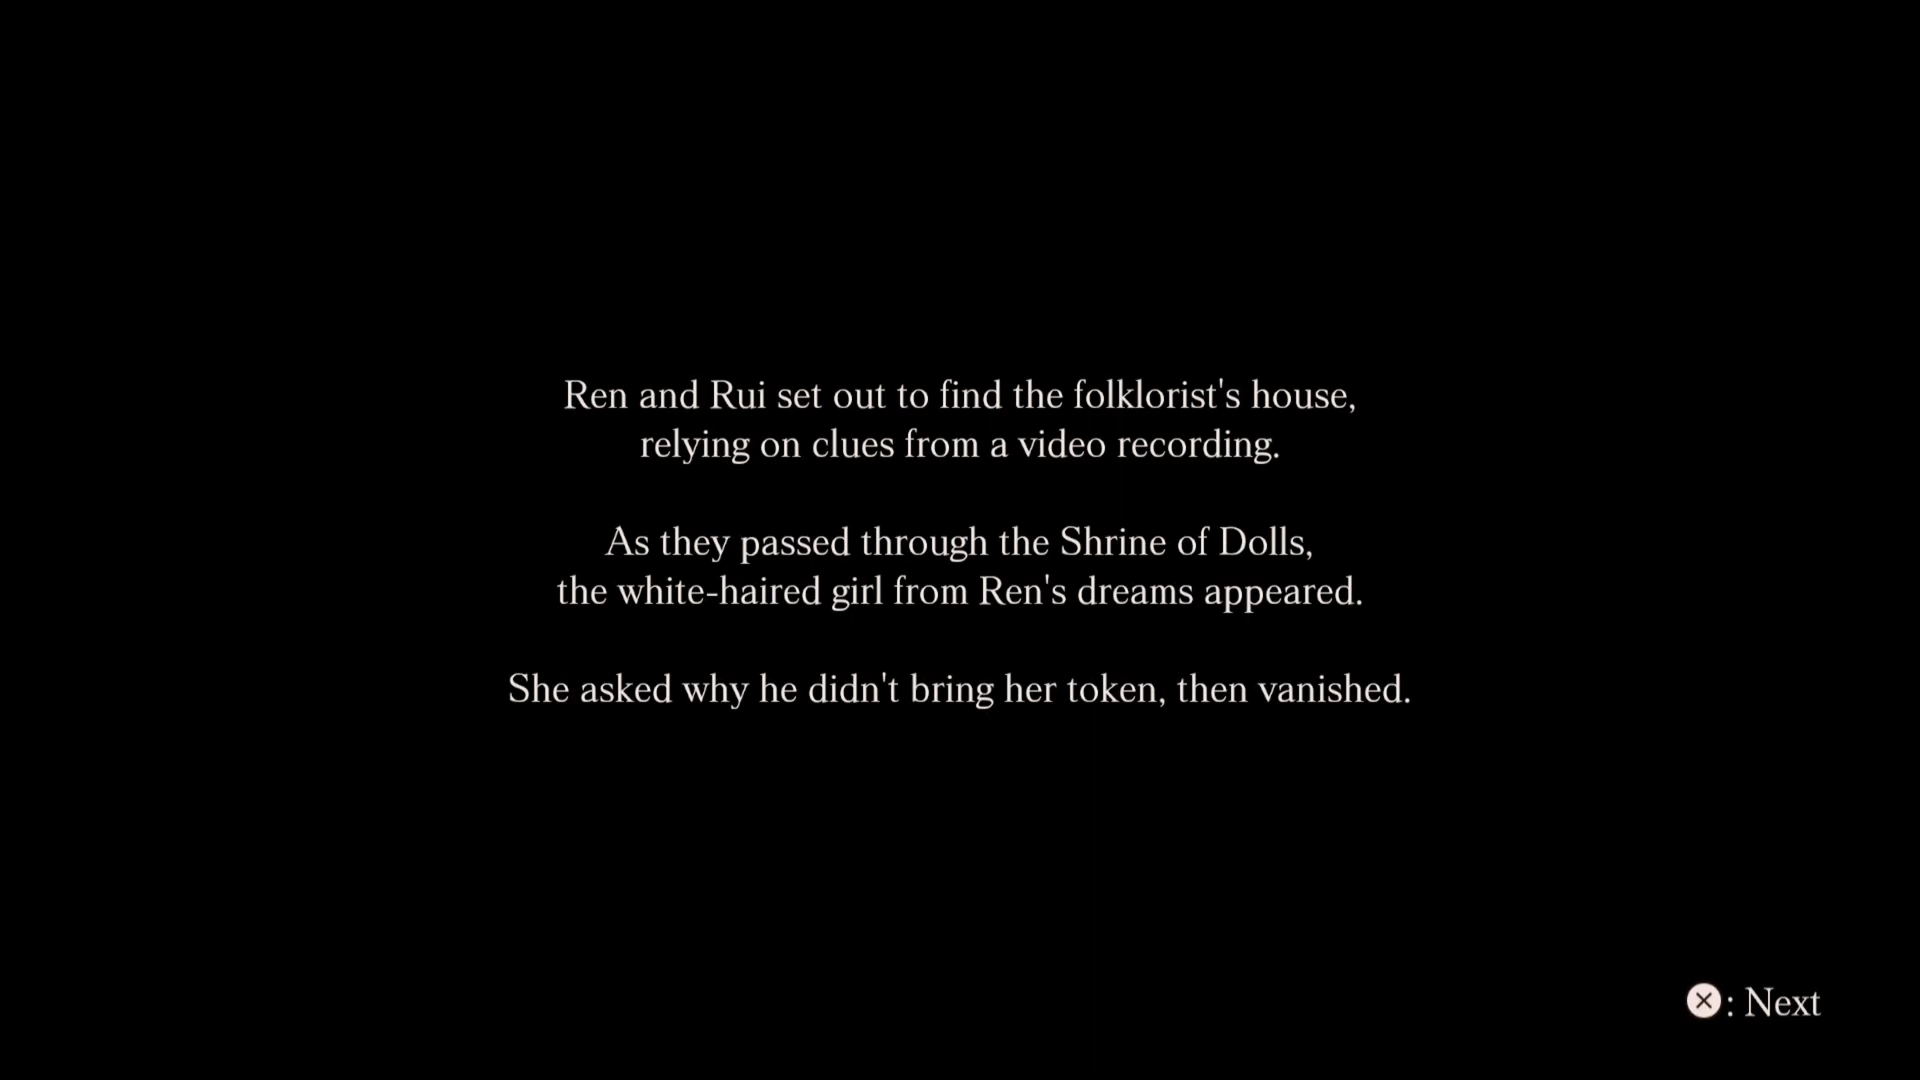 Ren and Rui set out to find the folklorist's house,
relying on clues from a video recording.
As they passed through the Shrine of Dolls,
the white-haired girl from Ren's dreams appeared.
She asked why he didn't bring her token, then vanished.
: Next